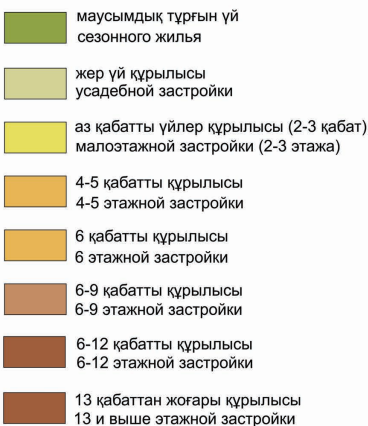 маусымдық тұрғын үй
сезонного жилья
жер үй құрылысы
усадебной застройки
аз қабатты үйлер құрылысы (2-3 қабат)
малоэтажной застройки (2-3 этажа)
4-5 қабатты құрылысы
4-5 этажной застройки
6 қабатты құрылысы
6 этажной застройки
6-9 қабатты құрылысы
6-9 этажной застройки
6-12 қабатты құрылысы
6-12 этажной застройки
13 қабаттан жоғары құрылысы
13 и выше этажной застройки